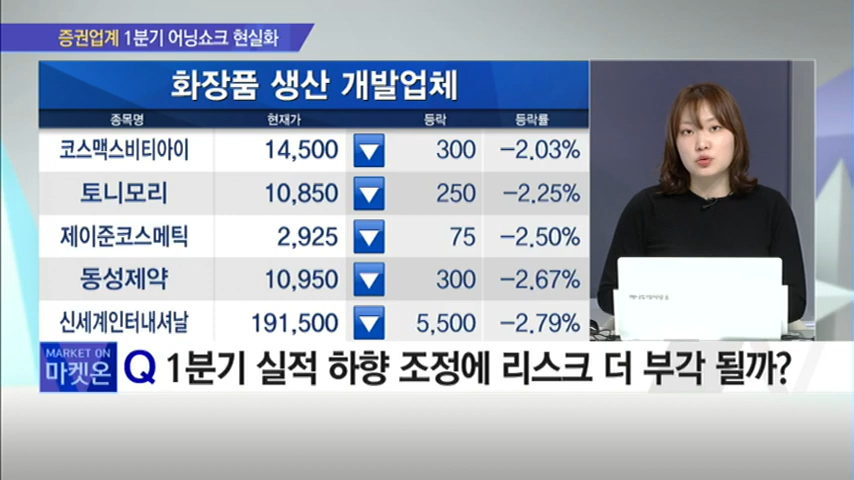 증권업계 1분기 어닝쇼크 현실화
화장품 생산 개발업체
종목명 현재가 등락 등락률
코스맥스비티아이 14,500 ▼ 300 -2.03%
토니모리 10,850 ▼ 250 -2.25%
제이준코스메틱 2,925 ▼ 75 -2.50%
동성제약 10,950 ▼ 300 -2.67%
신세계인터내셔날 191,500 ▼ 5,500 -2.79%
MARKET ON
마켓온
Q 1분기 실적 하향 조정에 리스크 더 부각 될까?